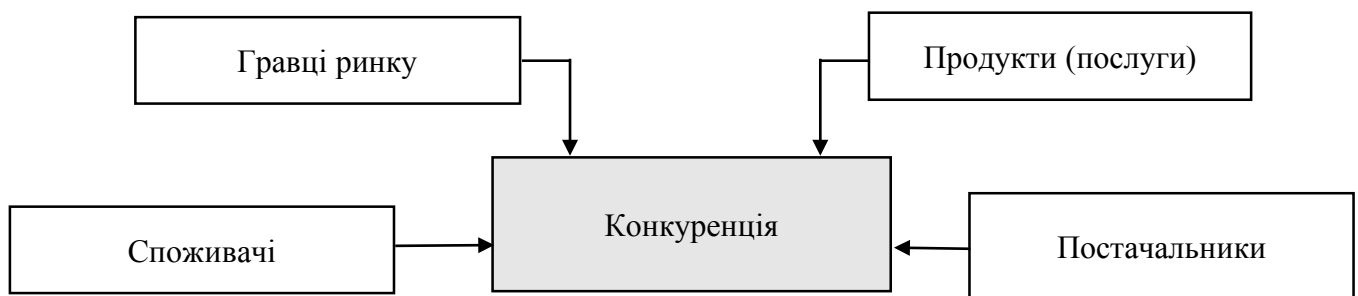 Гравці ринку
Продукти (послуги)
Конкуренція
Споживачі
Постачальники